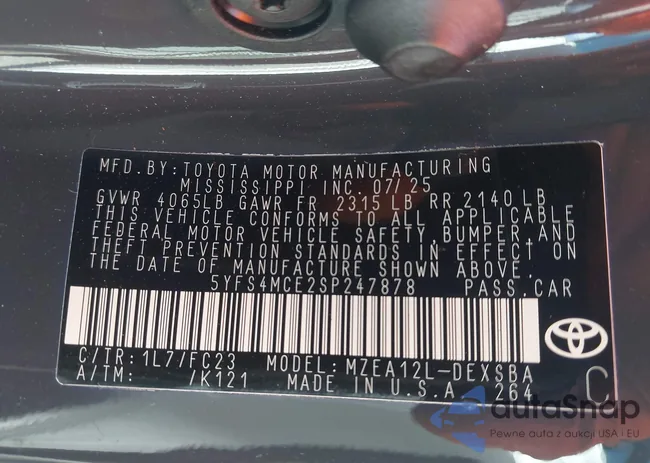 MFD.BY:TOYOTA MOTOR MANUFACTURING
MISSISSIPPI INC. 07/25
GVWR 4065LB GAWR FR 2315 LB RR 2140 LB
THIS VEHICLE CONFORMS TO ALL APPLICABLE
FEDERAL MOTOR VEHICLE SAFETY, BUMPER,AND
THEFT PREVENTION STANDARDS IN EFFECT ON
THE DATE OF MANUFACTURE SHOWN ABOVE.
5YFS4MCE2SP247878 PASS.CAR
C/TR:1L7/FC23 MODEL:MZEA12L-DEXSBA
A/TM: /K121 MADE IN U.S.A. 264 C
autoSnap
Pewne auta z aukcji USA i EU